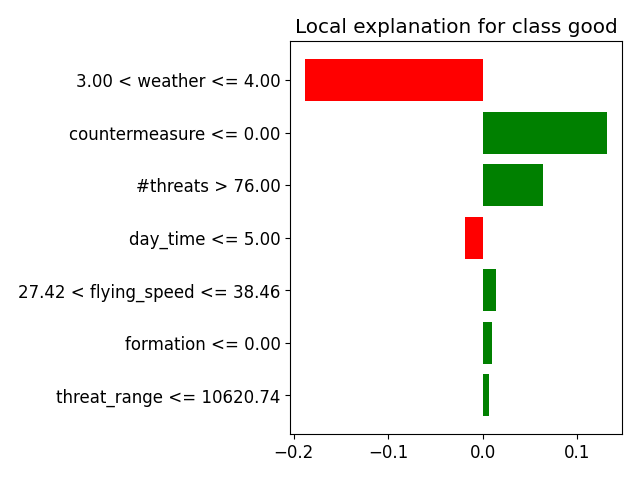 Local explanation for class good
3.00 < weather <= 4.00
countermeasure <= 0.00
#threats > 76.00
day_time <= 5.00
27.42 < flying_speed <= 38.46
formation <= 0.00
threat_range <= 10620.74
−0.2 −0.1 0.0 0.1